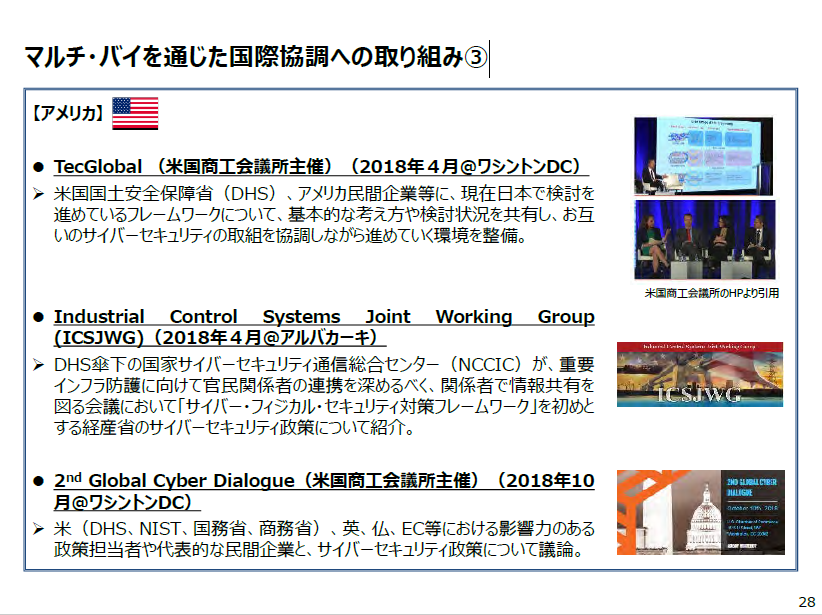 マルチ・バイを通じた国際協調への取り組み③
【アメリカ】
● TecGlobal （米国商工会議所主催）（2018年４月@ワシントンDC）
➢ 米国国土安全保障省（DHS）、アメリカ民間企業等に、現在日本で検討を
進めているフレームワークについて、基本的な考え方や検討状況を共有し、お互
いのサイバーセキュリティの取組を協調しながら進めていく環境を整備。
米国商工会議所のHPより引用
● Industrial Control Systems Joint Working Group
(ICSJWG)（2018年４月@アルバカーキ）
➢ DHS傘下の国家サイバーセキュリティ通信総合センター（NCCIC）が、重要
インフラ防護に向けて官民関係者の連携を深めるべく、関係者で情報共有を
図る会議において「サイバー・フィジカル・セキュリティ対策フレームワーク」を初めと
する経産省のサイバーセキュリティ政策について紹介。
Industrial Control Systems Joint Working Group
ICSJWG
● 2nd Global Cyber Dialogue（米国商工会議所主催）（2018年10
月@ワシントンDC）
➢ 米（DHS、NIST、国務省、商務省）、英、仏、EC等における影響力のある
政策担当者や代表的な民間企業と、サイバーセキュリティ政策について議論。
2ND GLOBAL CYBER
DIALOGUE
28